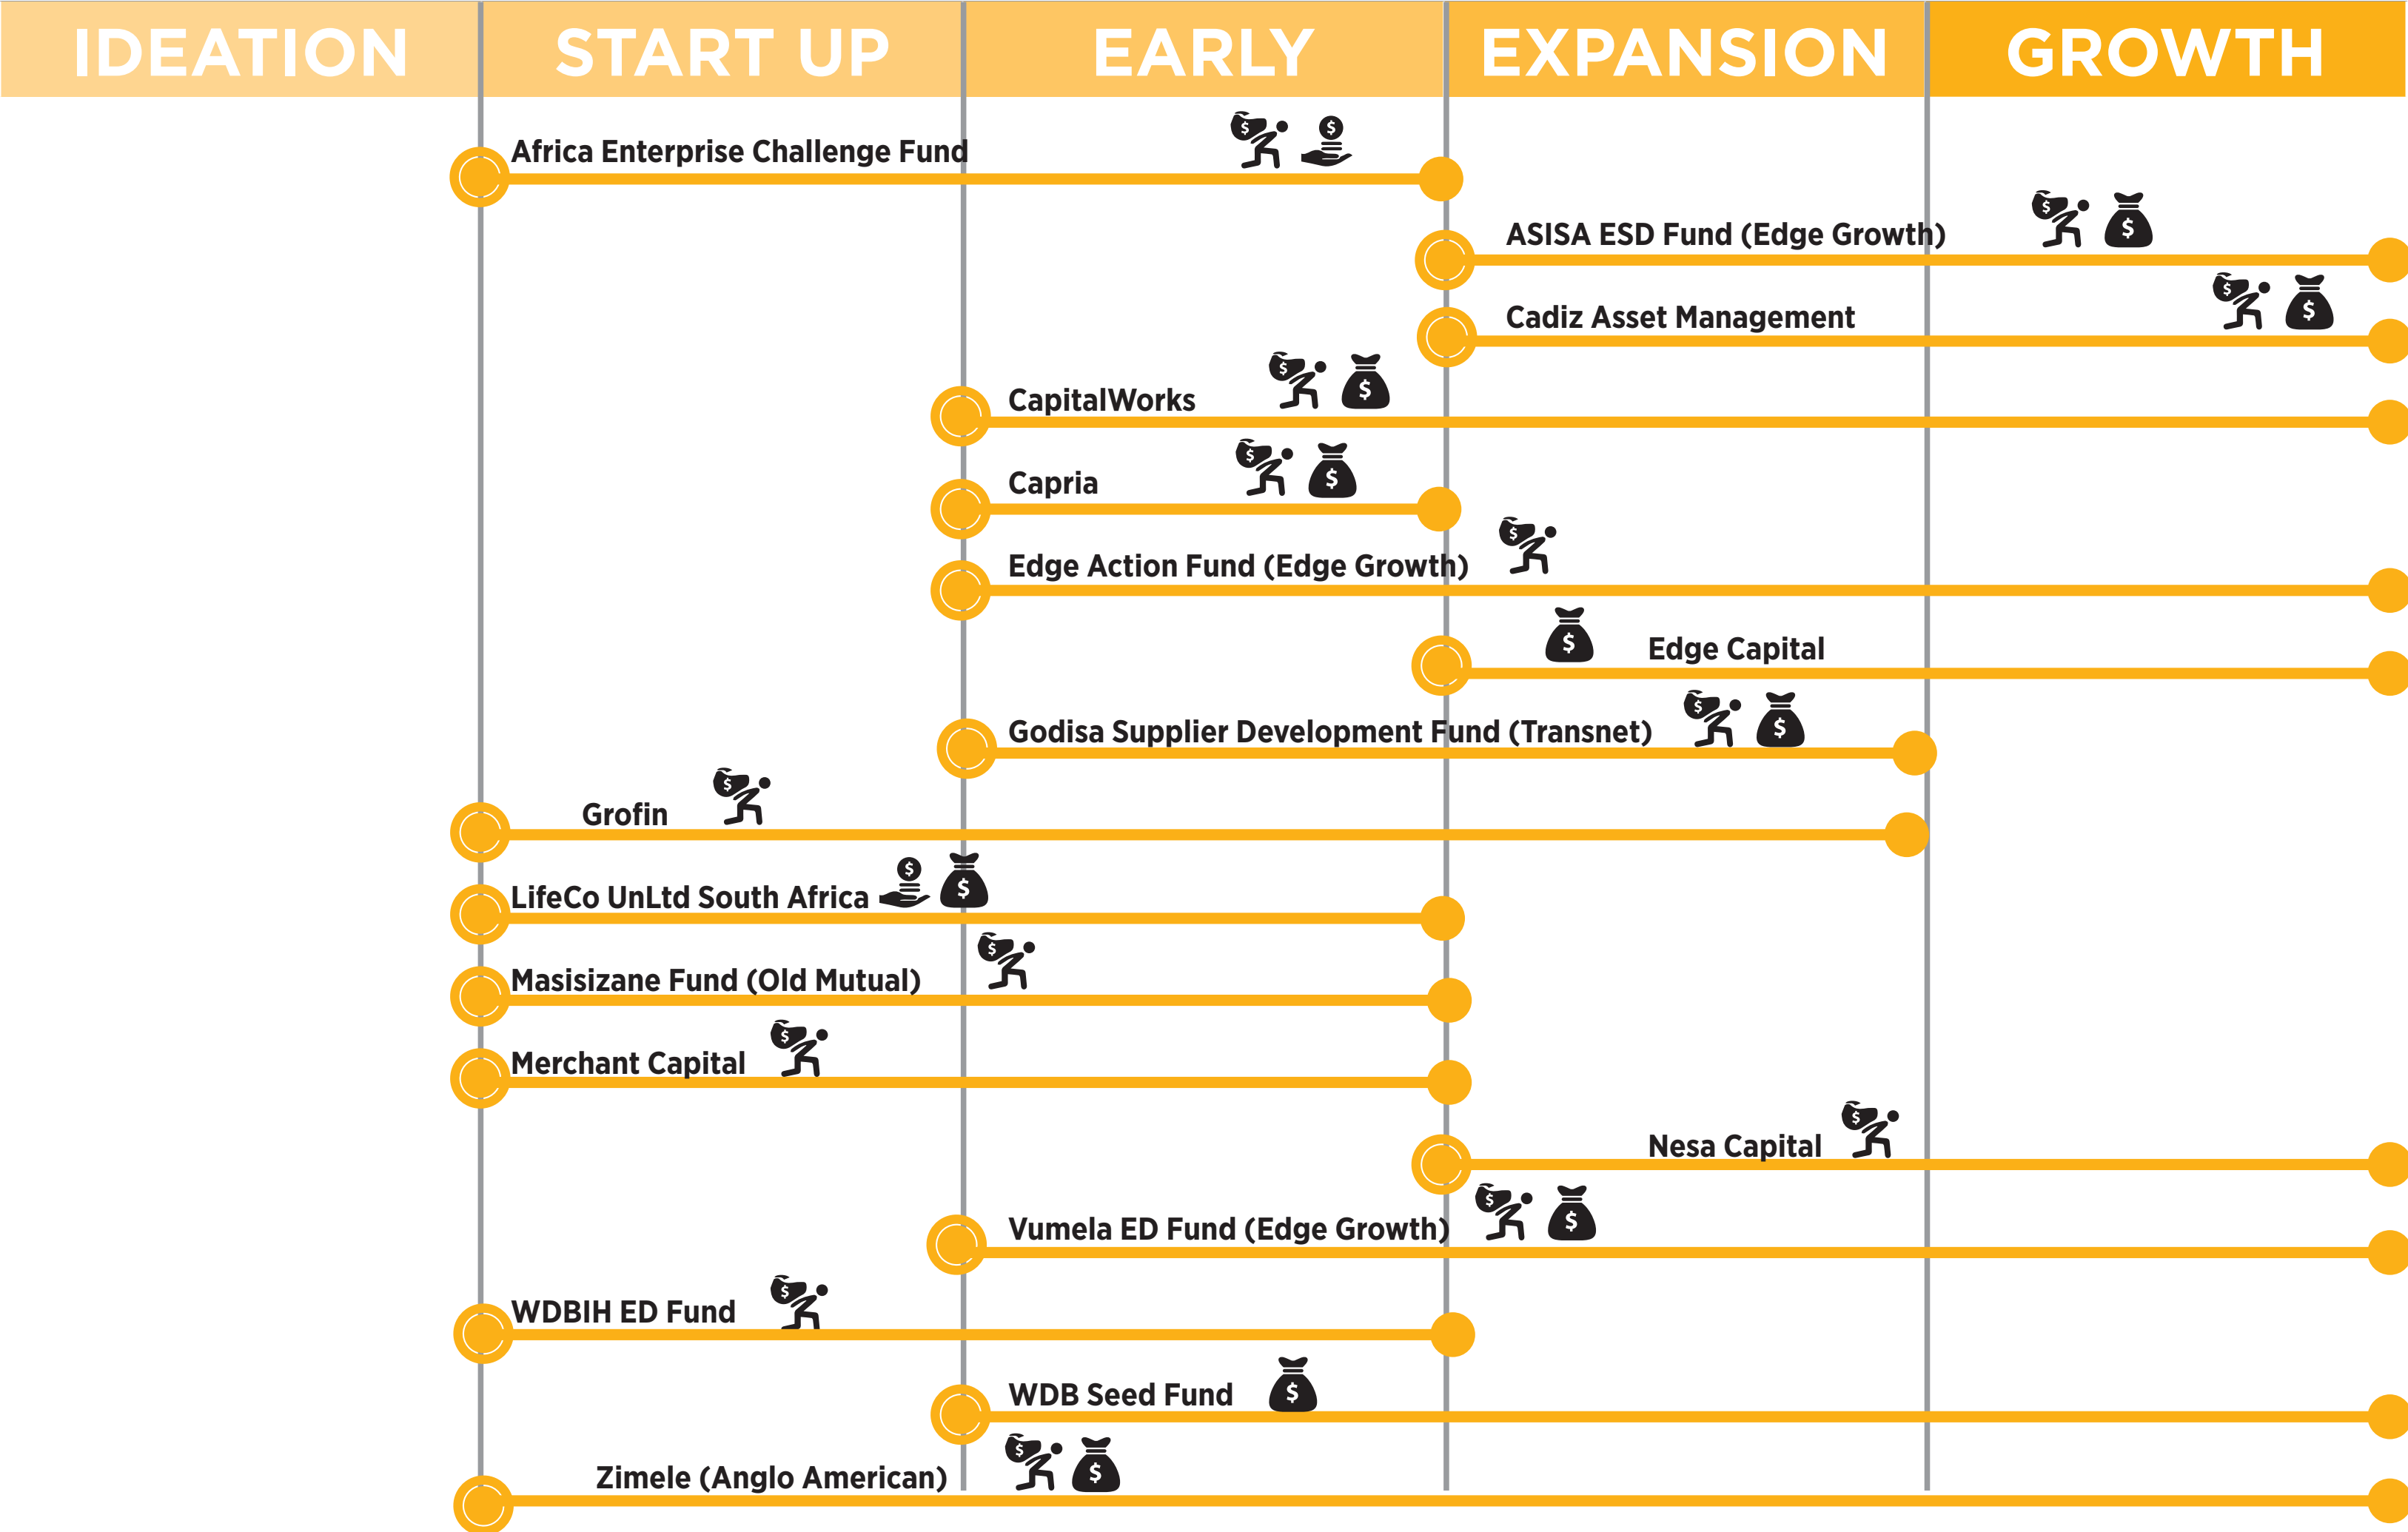 IDEATION
START UP
EARLY
EXPANSION
GROWTH
Africa Enterprise Challenge Fund
$ $
ASISA ESD Fund (Edge Growth)
$ $
Cadiz Asset Management
$ $
CapitalWorks
$ $
Capria
$ $
Edge Action Fund (Edge Growth)
$
$
Edge Capital
Godisa Supplier Development Fund (Transnet)
$ $
Grofin
$
LifeCo UnLtd South Africa
$ $
Masisizane Fund (Old Mutual)
$
Merchant Capital
$
Nesa Capital
$
Vumela ED Fund (Edge Growth)
$ $
WDBIH ED Fund
$
WDB Seed Fund
$
Zimele (Anglo American)
$ $